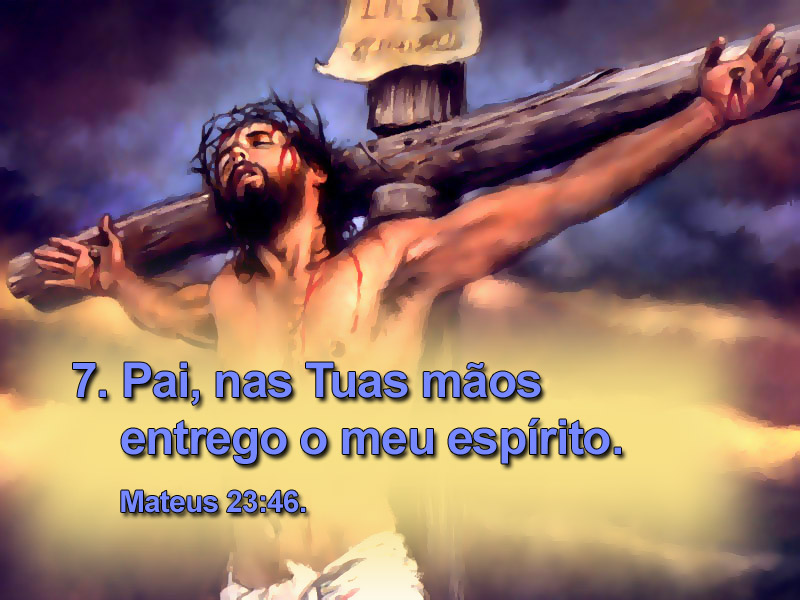 7. Pai, nas Tuas mãos
entrego o meu espírito.
Mateus 23:46.